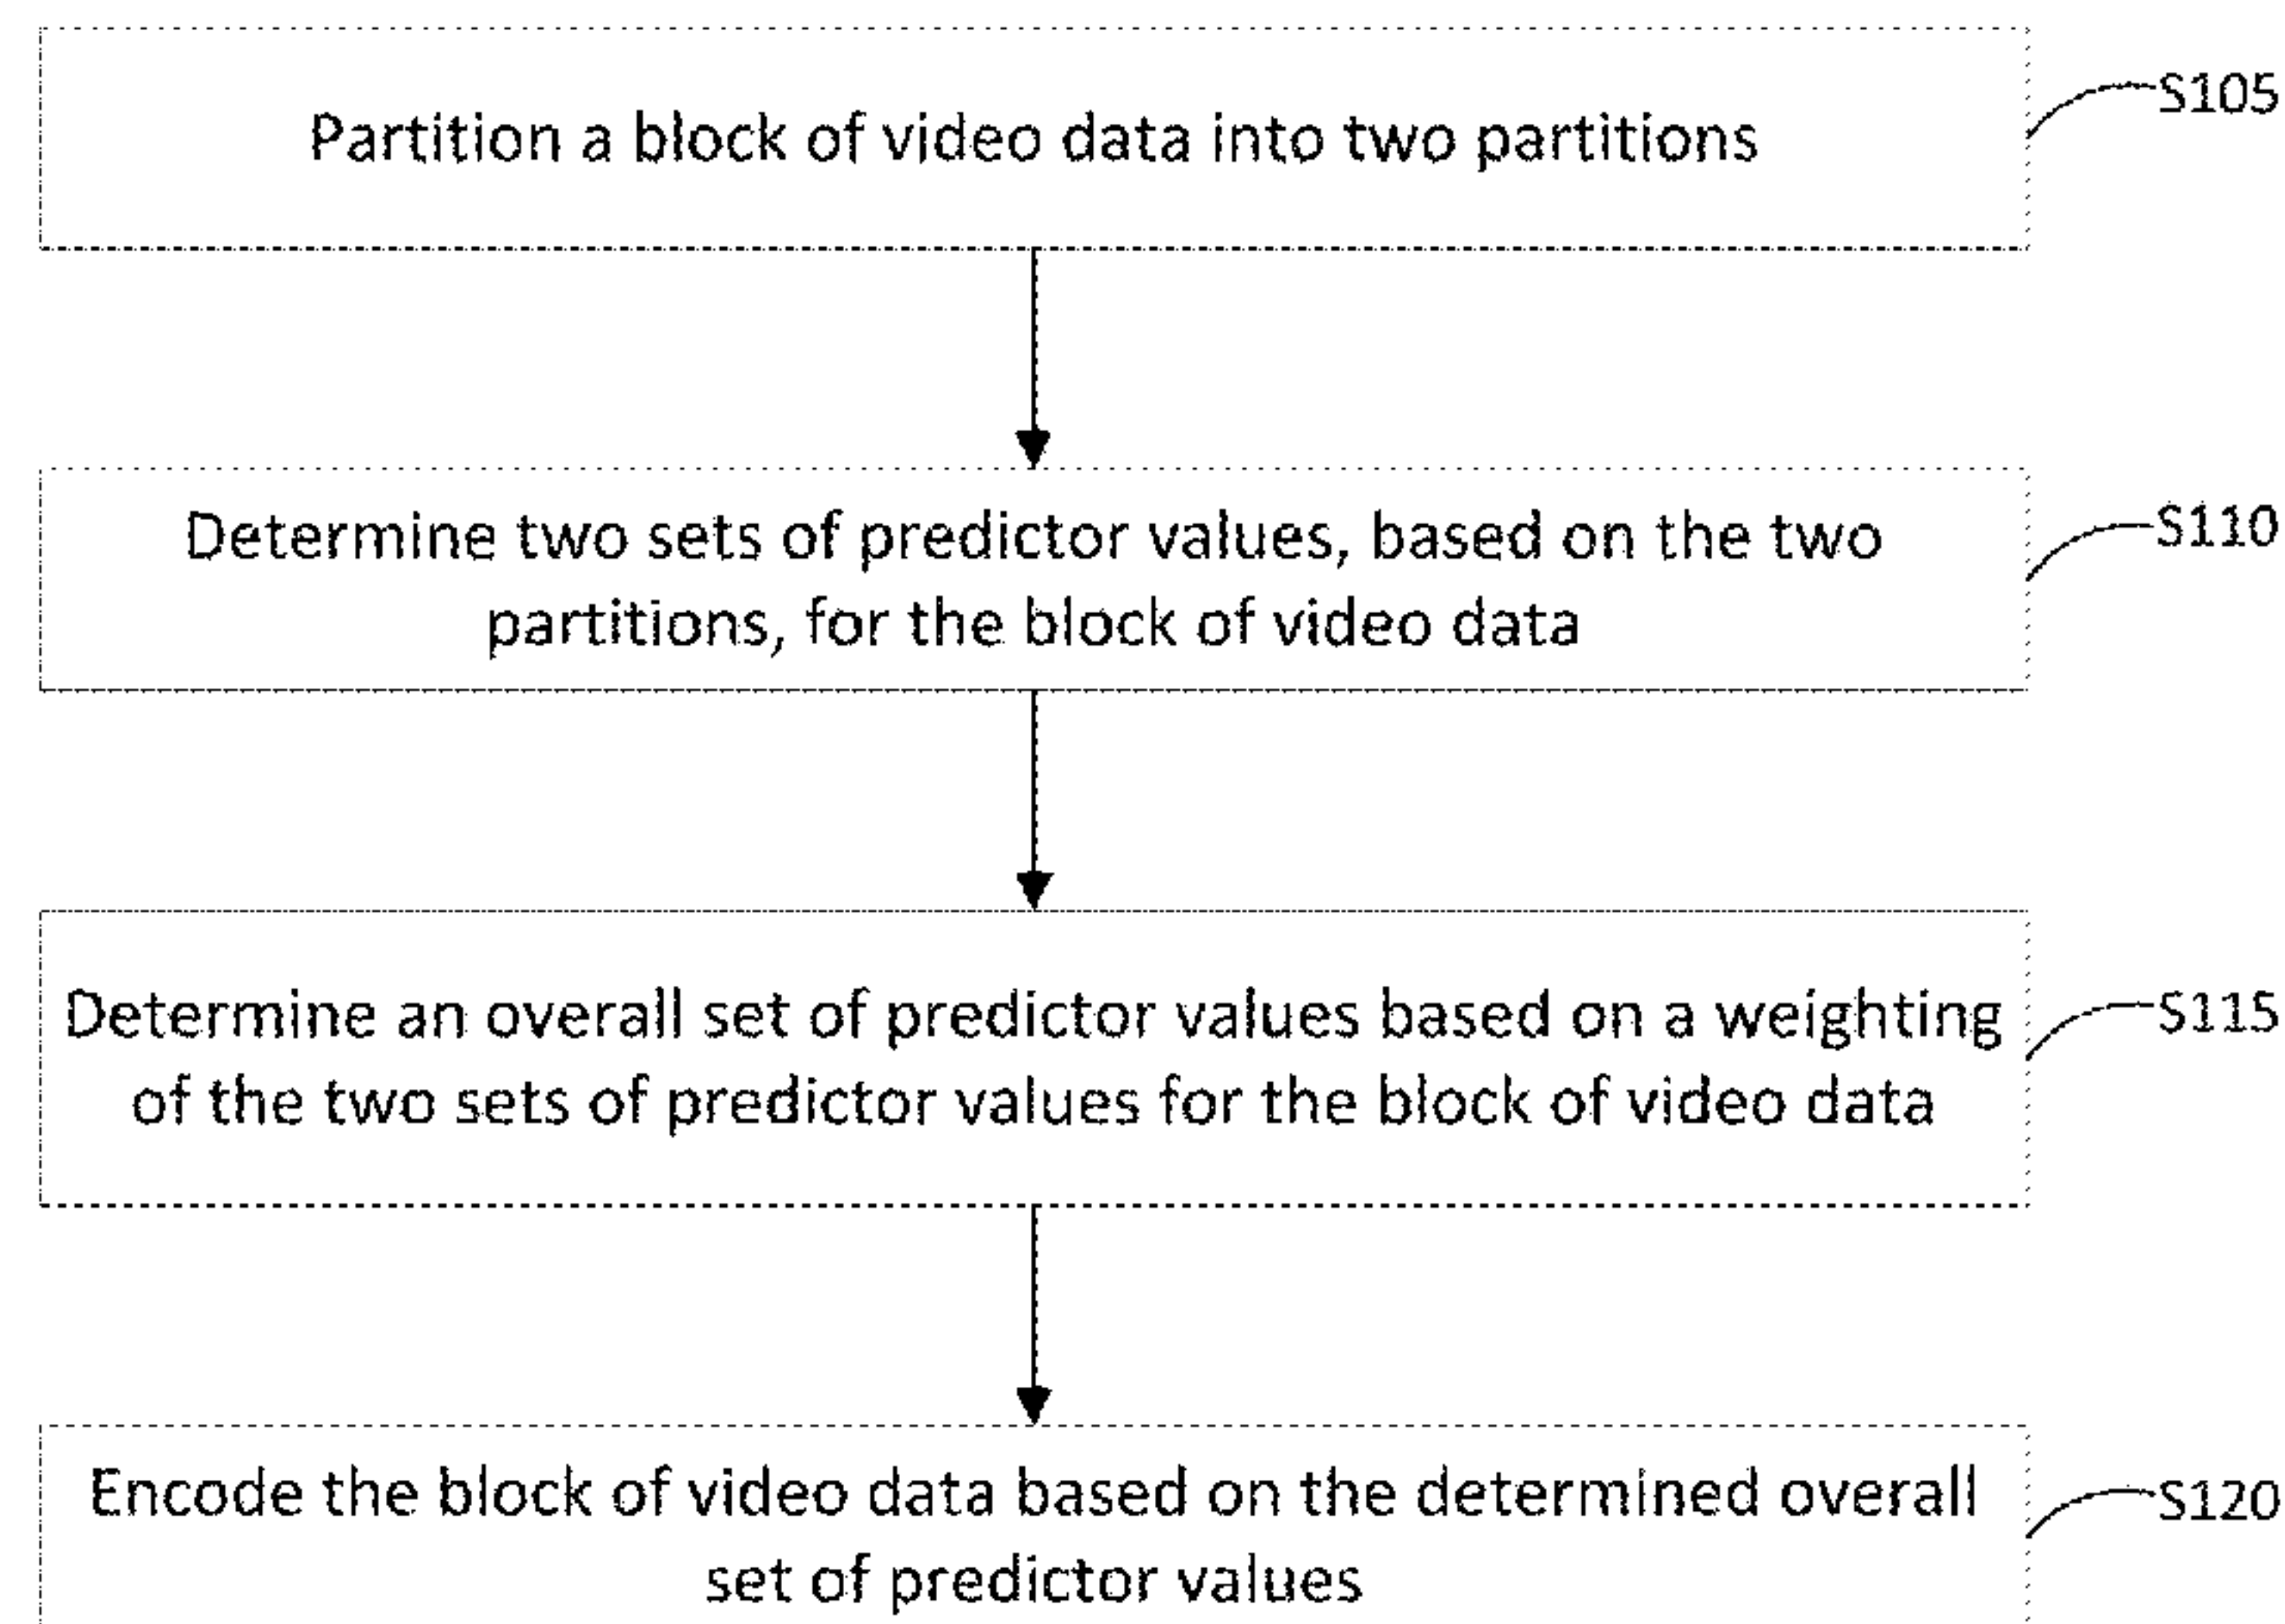 Partition a block of video data into two partitions
S105
Determine two sets of predictor values, based on the two
partitions, for the block of video data
S110
Determine an overall set of predictor values based on a weighting
of the two sets of predictor values for the block of video data
S115
Encode the block of video data based on the determined overall
set of predictor values
S120